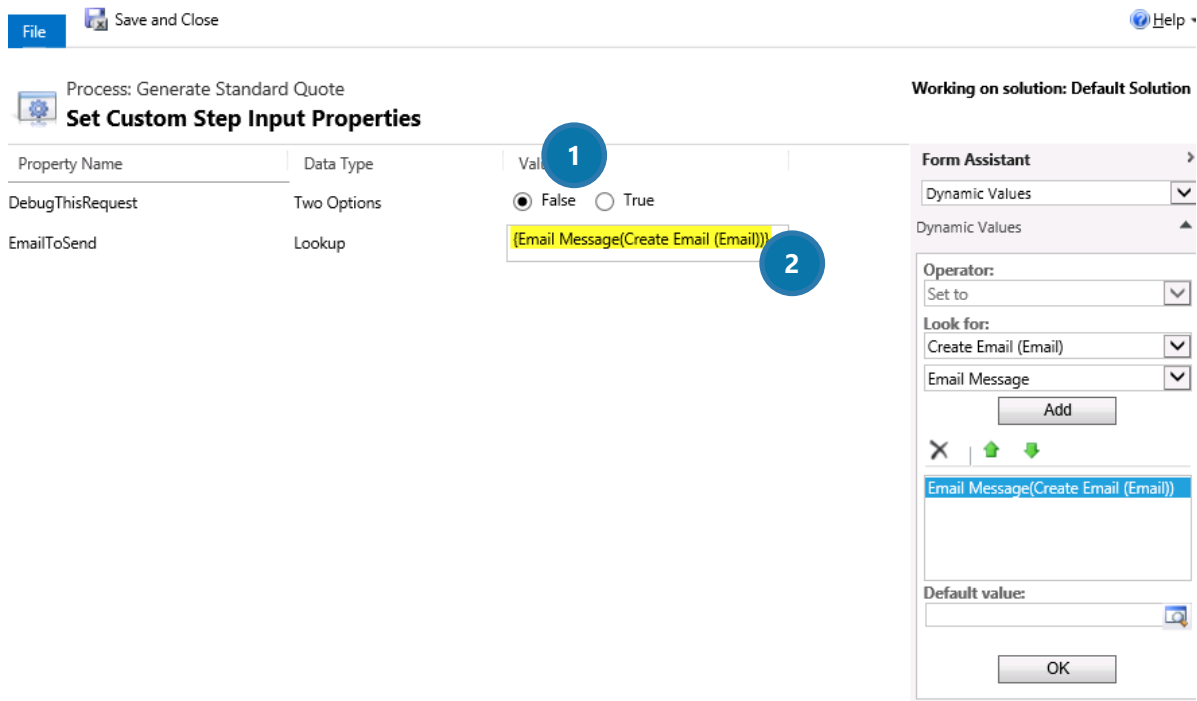 File
Save and Close
Help
Process: Generate Standard Quote
Set Custom Step Input Properties
Working on solution: Default Solution
Property Name
Data Type
1
Form Assistant
DebugThisRequest
Two Options
False
True
EmailToSend
Lookup
{Email Message(Create Email (Email))}
2
Dynamic Values
Dynamic Values
Operator:
Set to
Look for:
Create Email (Email)
Email Message
Add
Email Message(Create Email (Email))
Default value:
OK